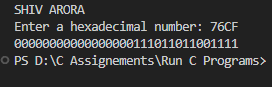 SHIV ARORA
Enter a hexadecimal number: 76CF
00000000000000000111011011001111
PS D:\C Assignements\Run C Programs>